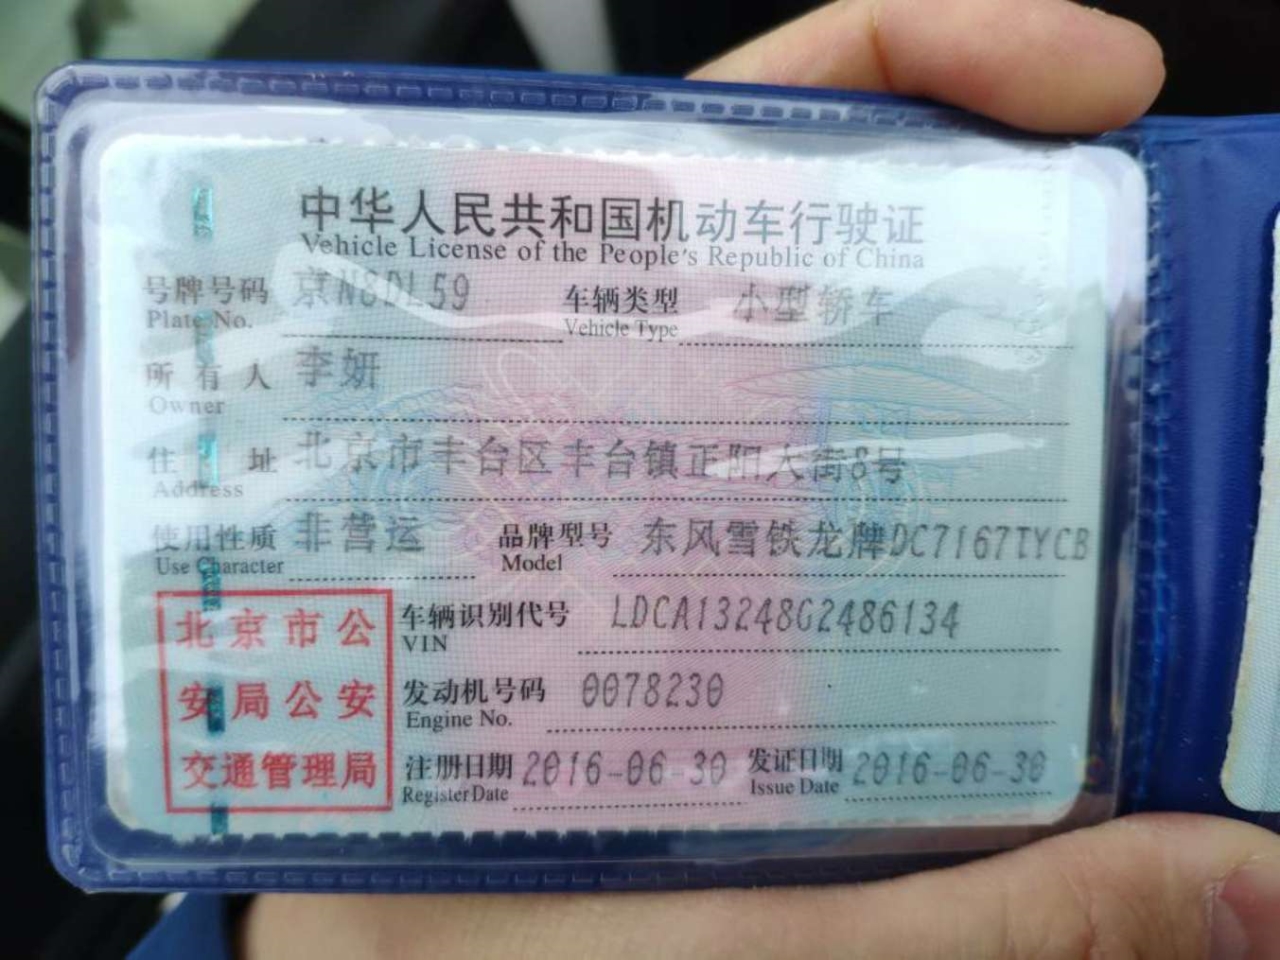 中华人民共和国机动车行驶证
Vehicle License of the People's Republic of China
号牌号码 京N8DL59 车辆类型 小型轿车
Plate No. Vehicle Type
所有人 李妍
Owner
住址 北京市丰台区丰台镇正阳大街8号
Address
使用性质 非营运 品牌型号 东风雪铁龙牌DC7167TYCB
Use Character Model
北京市公
安局公安
交通管理局
车辆识别代号 LDCA13248G2486134
VIN
发动机号码 0078230
Engine No.
注册日期 2016-06-30 发证日期 2016-06-30
Register Date Issue Date